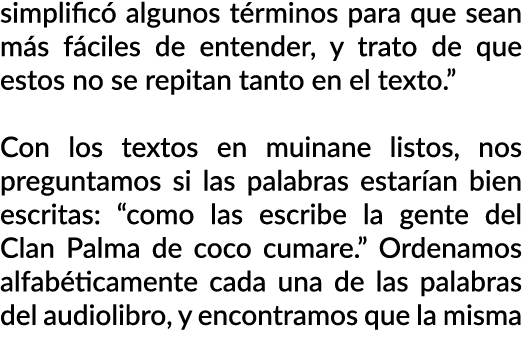 simplificó algunos términos para que sean
más fáciles de entender, y trato de que
estos no se repitan tanto en el texto.”
Con los textos en muinane listos, nos
preguntamos si las palabras estarían bien
escritas: “como las escribe la gente del
Clan Palma de coco cumare.” Ordenamos
alfabéticamente cada una de las palabras
del audiolibro, y encontramos que la misma